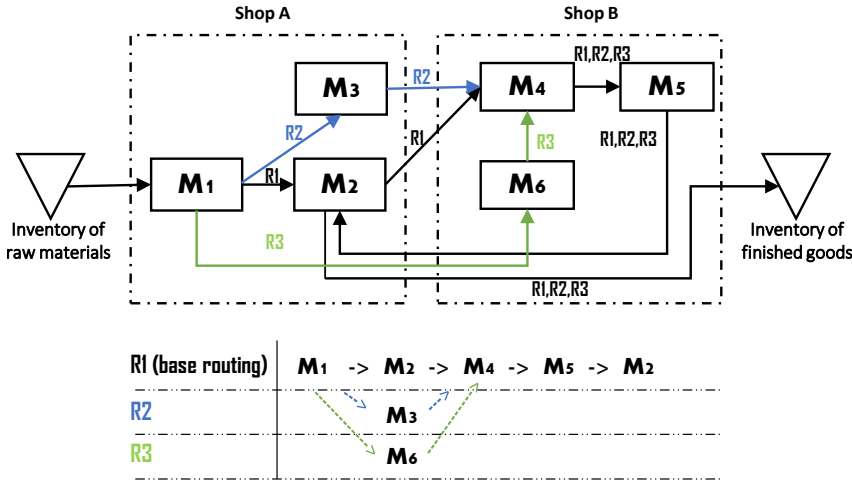 Shop A
Shop B
R1,R2,R3
M3
R2
M4
M5
R2
R1
R1,R2,R3
R3
M1
R1
M2
M6
Inventory of
raw materials
Inventory of
finished goods
R3
R1,R2,R3
R1 (base routing) M1 -> M2 -> M4 -> M5 -> M2
R2 M3
R3 M6